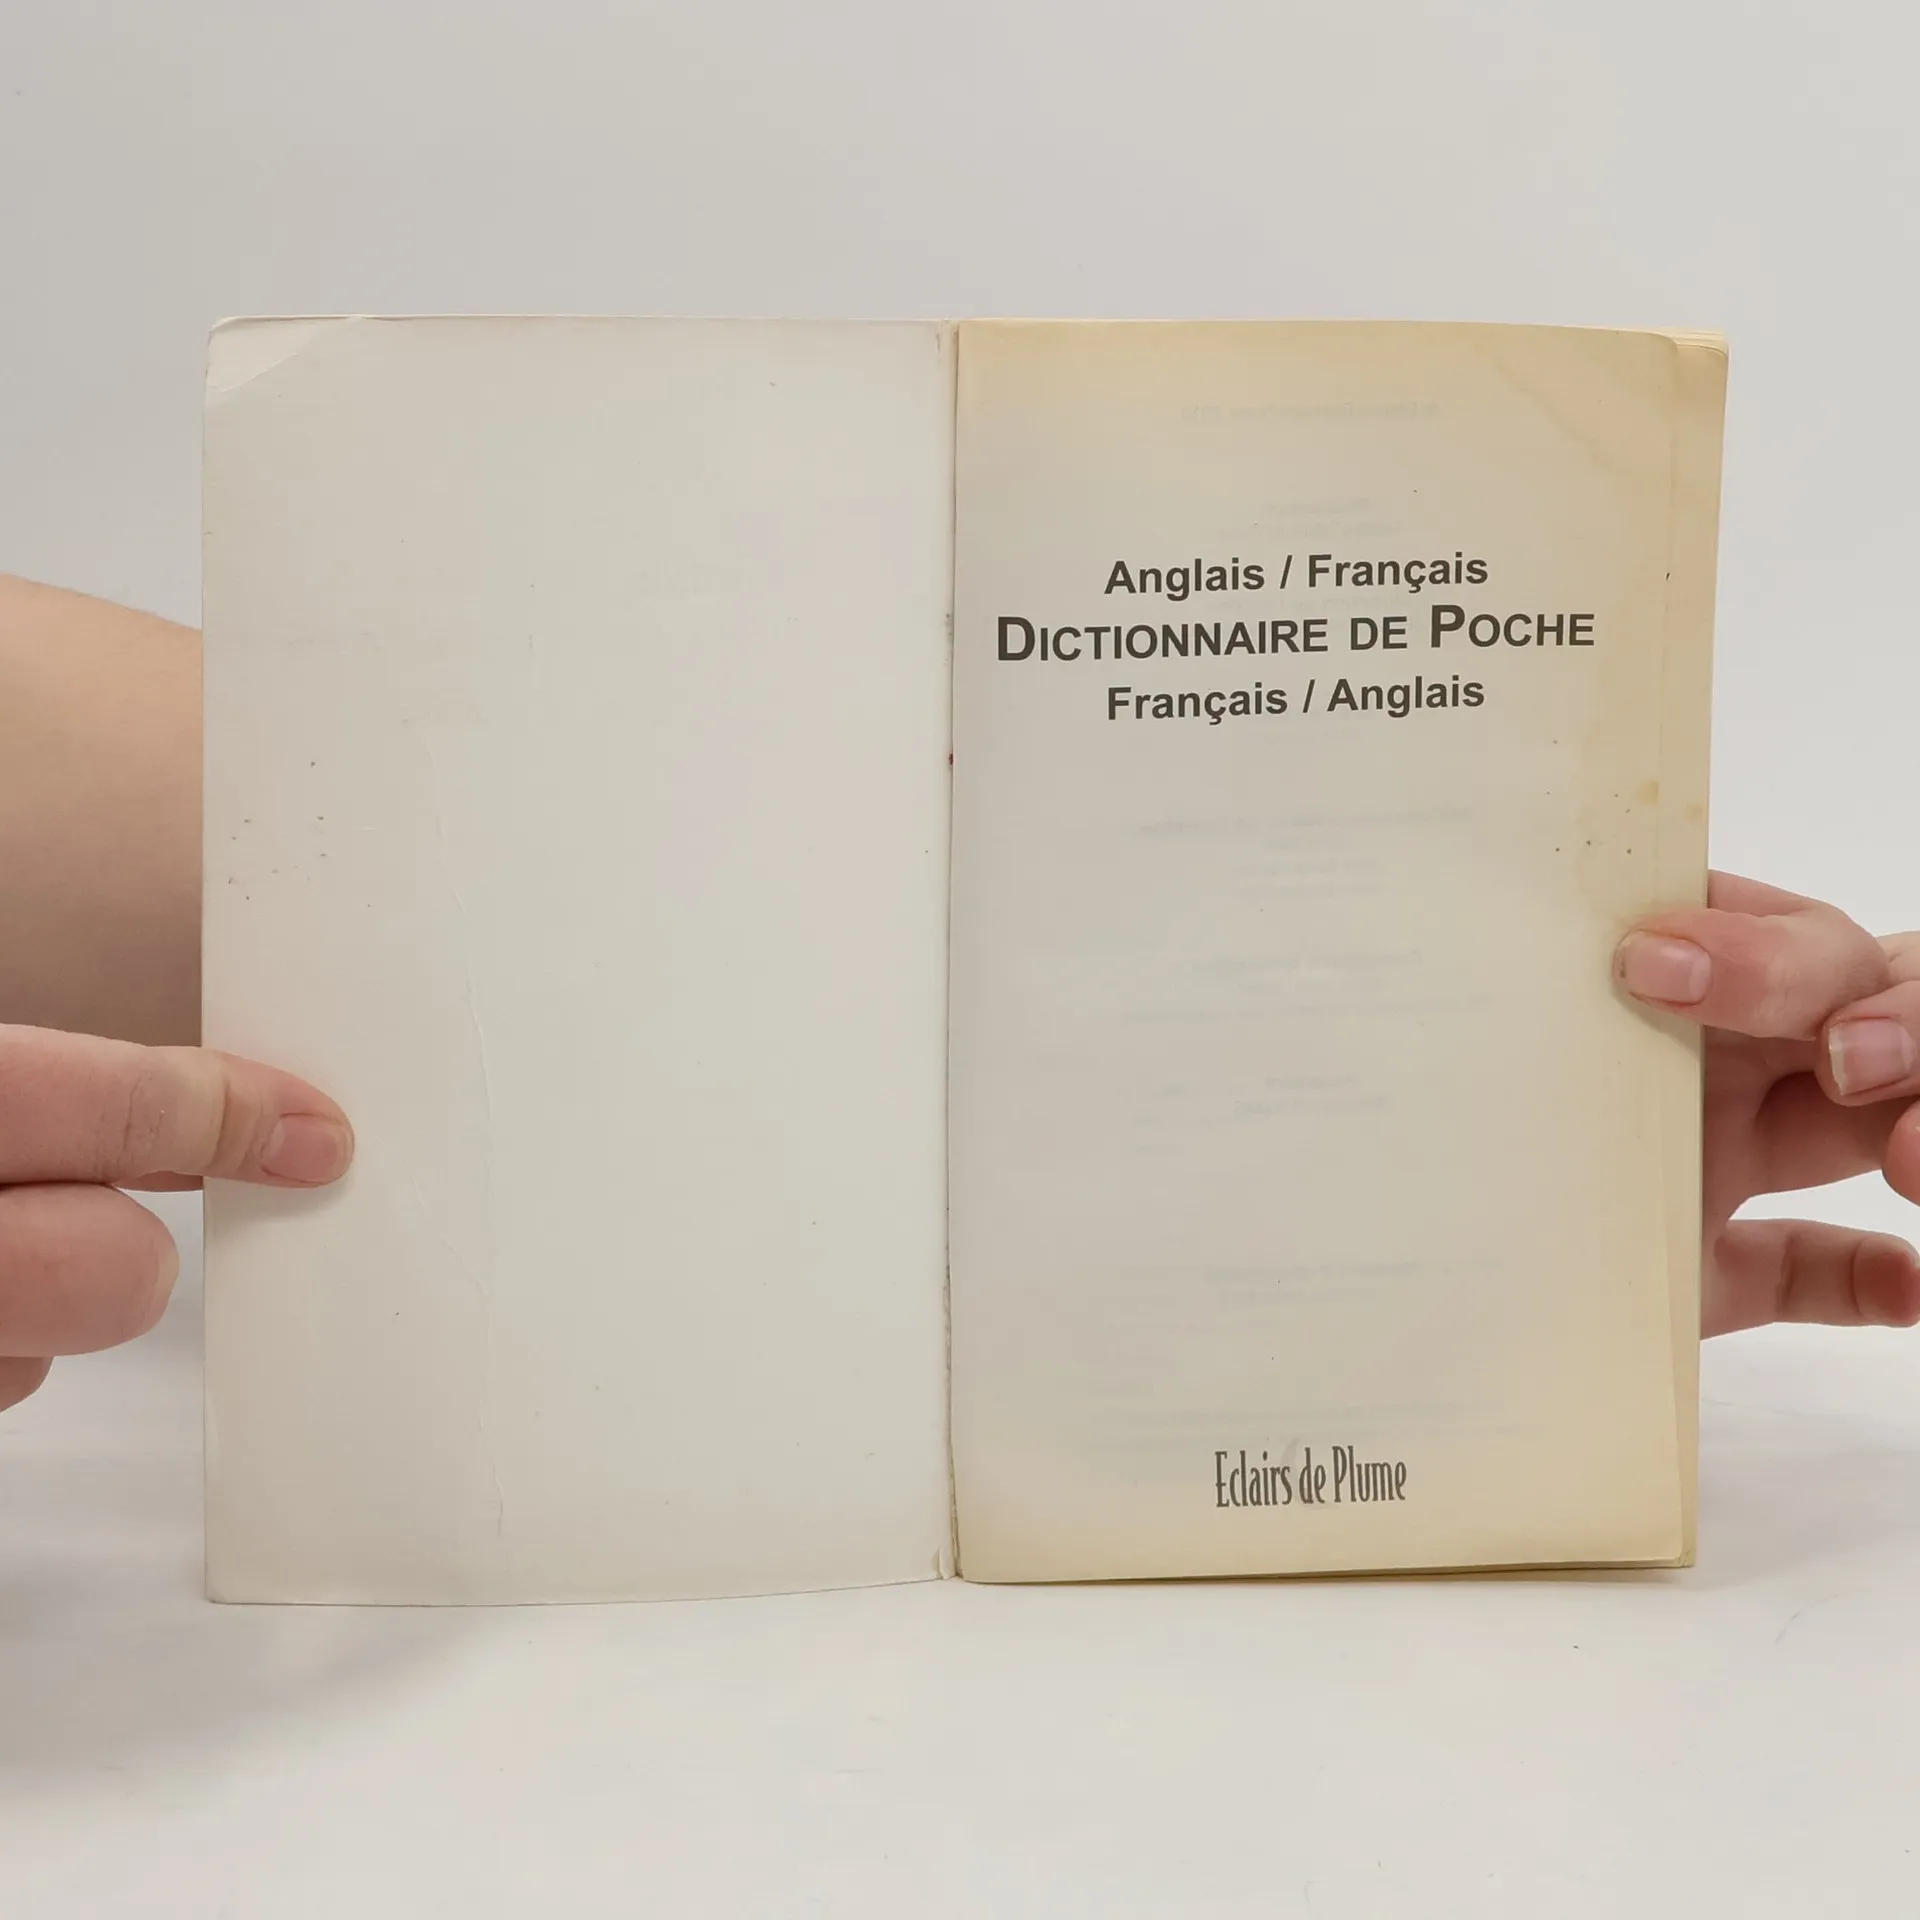 Anglais / Français
DICTIONNAIRE DE POCHE
Français / Anglais
Eclairs de Plume